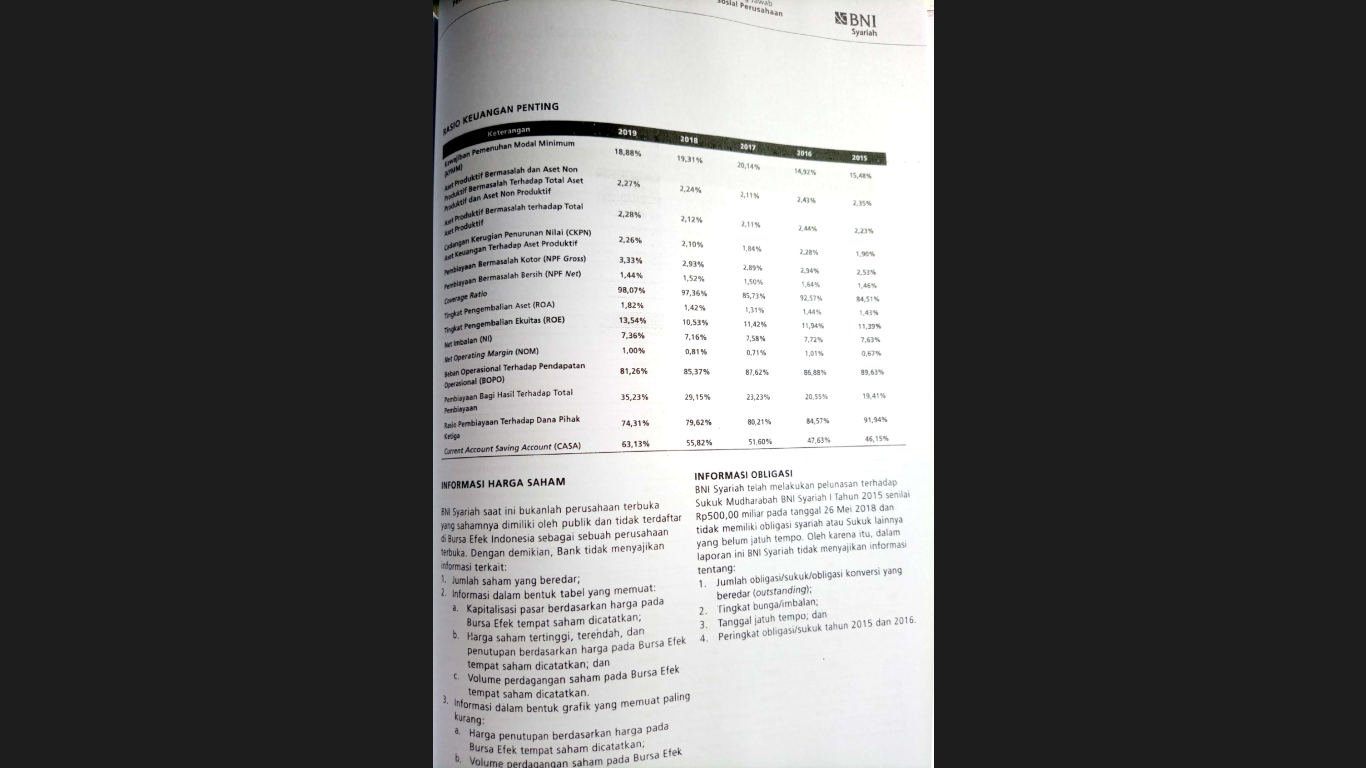 Sosial Perusahaan
BNI
Syariah
RASIO KEUANGAN PENTING
Keterangan 2019 2018 2017 2016 2015
Kewajiban Pemenuhan Modal Minimum
(KPMM) 18,88% 19,31% 20,14% 14,92% 15,48%
Aset Produktif Bermasalah dan Aset Non
Produktif Bermasalah Terhadap Total Aset
Produktif dan Aset Non Produktif 2,27% 2,24% 2,11% 2,43% 2,35%
Aset Produktif Bermasalah terhadap Total
Aset Produktif 2,28% 2,12% 2,11% 2,44% 2,23%
Cadangan Kerugian Penurunan Nilai (CKPN)
Aset Keuangan Terhadap Aset Produktif 2,26% 2,10% 1,84% 2,28% 1,90%
Pembiayaan Bermasalah Kotor (NPF Gross) 3,33% 2,93% 2,89% 2,94% 2,53%
Pembiayaan Bermasalah Bersih (NPF Net) 1,44% 1,52% 1,50% 1,64% 1,46%
Coverage Ratio 98,07% 97,36% 85,73% 92,57% 84,51%
Tingkat Pengembalian Aset (ROA) 1,82% 1,42% 1,31% 1,44% 1,43%
Tingkat Pengembalian Ekuitas (ROE) 13,54% 10,53% 11,42% 11,94% 11,39%
Net Imbalan (NI) 7,36% 7,16% 7,58% 7,72% 7,63%
Net Operating Margin (NOM) 1,00% 0,81% 0,71% 1,01% 0,67%
Beban Operasional Terhadap Pendapatan
Operasional (BOPO) 81,26% 85,37% 87,62% 86,88% 89,63%
Pembiayaan Bagi Hasil Terhadap Total
Pembiayaan 35,23% 29,15% 23,23% 20,55% 19,41%
Rasio Pembiayaan Terhadap Dana Pihak
Ketiga 74,31% 79,62% 80,21% 84,57% 91,94%
Current Account Saving Account (CASA) 63,13% 55,82% 51,60% 47,63% 46,15%
INFORMASI HARGA SAHAM
BNI Syariah saat ini bukanlah perusahaan terbuka
yang sahamnya dimiliki oleh publik dan tidak terdaftar
di Bursa Efek Indonesia sebagai sebuah perusahaan
terbuka. Dengan demikian, Bank tidak menyajikan
informasi terkait:
1. Jumlah saham yang beredar;
2. Informasi dalam bentuk tabel yang memuat:
a. Kapitalisasi pasar berdasarkan harga pada
Bursa Efek tempat saham dicatatkan;
b. Harga saham tertinggi, terendah, dan
penutupan berdasarkan harga pada Bursa Efek
tempat saham dicatatkan; dan
c. Volume perdagangan saham pada Bursa Efek
tempat saham dicatatkan.
3. Informasi dalam bentuk grafik yang memuat paling
kurang:
a. Harga penutupan berdasarkan harga pada
Bursa Efek tempat saham dicatatkan;
b. Volume perdagangan saham pada Bursa Efek
INFORMASI OBLIGASI
BNI Syariah telah melakukan pelunasan terhadap
Sukuk Mudharabah BNI Syariah I Tahun 2015 senilai
Rp500,00 miliar pada tanggal 26 Mei 2018 dan
tidak memiliki obligasi syariah atau Sukuk lainnya
yang belum jatuh tempo. Oleh karena itu, dalam
laporan ini BNI Syariah tidak menyajikan informasi
tentang:
1. Jumlah obligasi/sukuk/obligasi konversi yang
beredar (outstanding);
2. Tingkat bunga/imbalan;
3. Tanggal jatuh tempo; dan
4. Peringkat obligasi/sukuk tahun 2015 dan 2016.